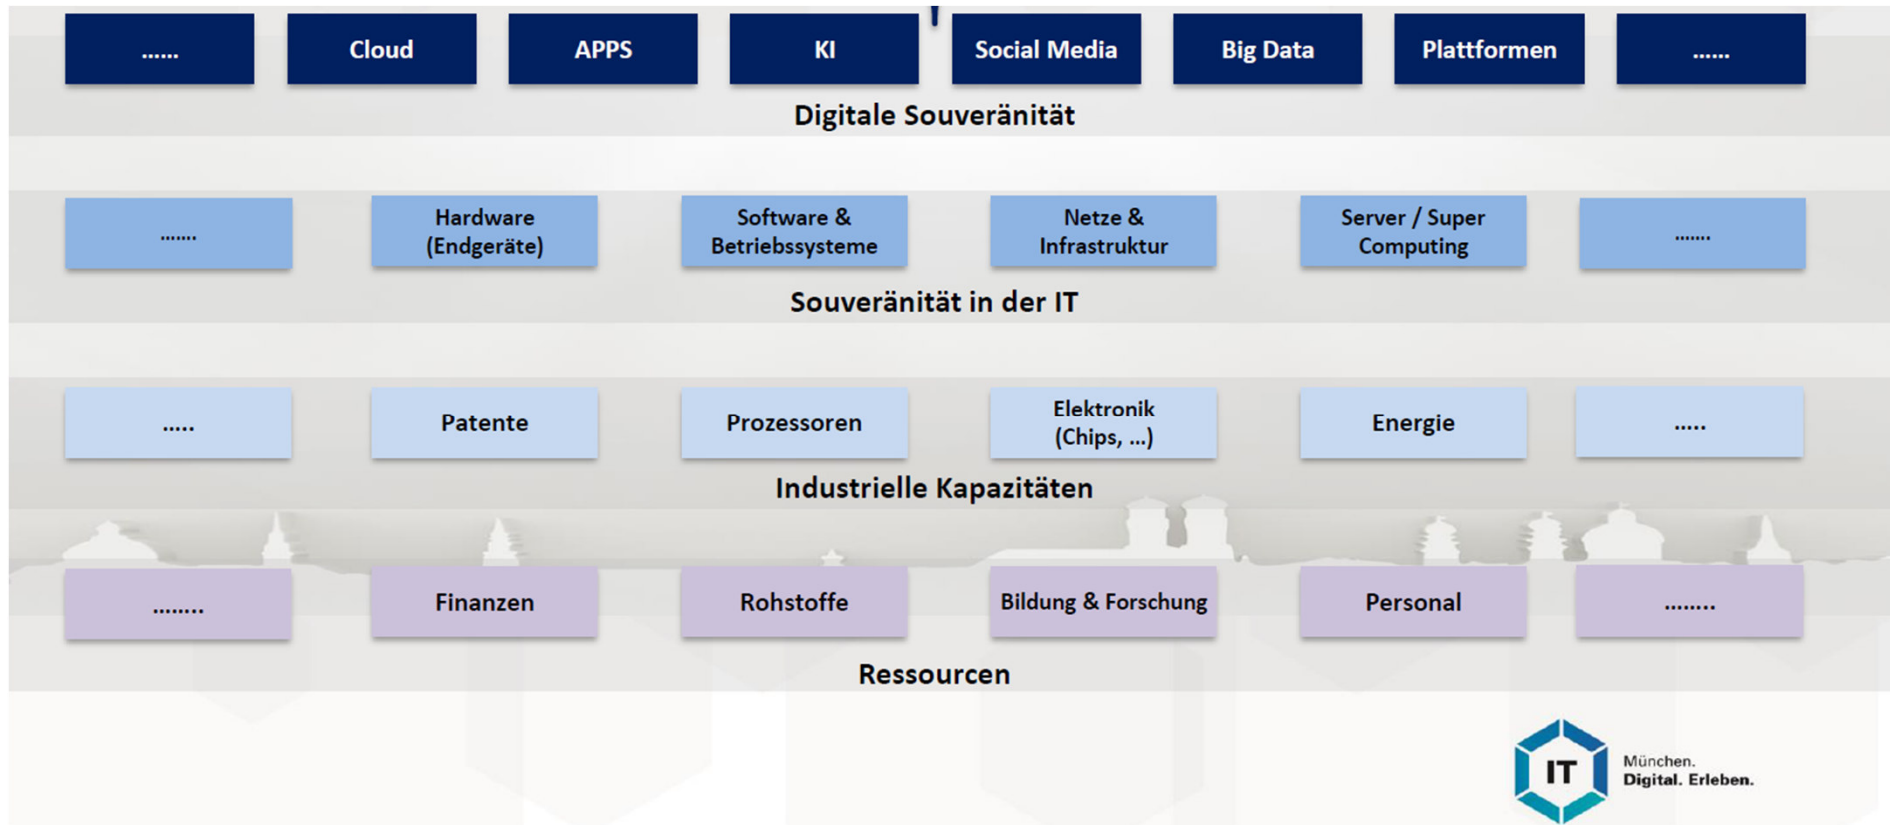 ......
Cloud
APPS
KI
Social Media
Big Data
Plattformen
......
Digitale Souveränität
.......
Hardware
(Endgeräte)
Software &
Betriebssysteme
Netze &
Infrastruktur
Server / Super
Computing
.......
Souveränität in der IT
.....
Patente
Prozessoren
Elektronik
(Chips, ...)
Energie
.....
Industrielle Kapazitäten
........
Finanzen
Rohstoffe
Bildung & Forschung
Personal
........
Ressourcen
IT
München.
Digital. Erleben.